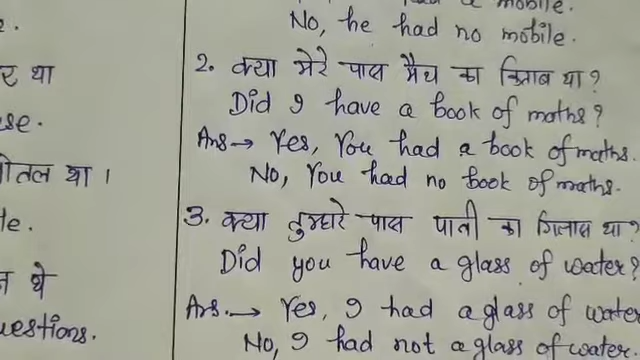 mobile.
No, he had no mobile.
था
2. क्या मेरे पास मैथ का किताब था?
Did I have a book of maths?
Ans → Yes, You had a book of maths.
No, You had no book of maths.
था।
3. क्या तुम्हारे पास पानी का गिलास था?
Did you have a glass of water?
थे
Ans. → Yes, I had a glass of water
No, I had not a glass of water.